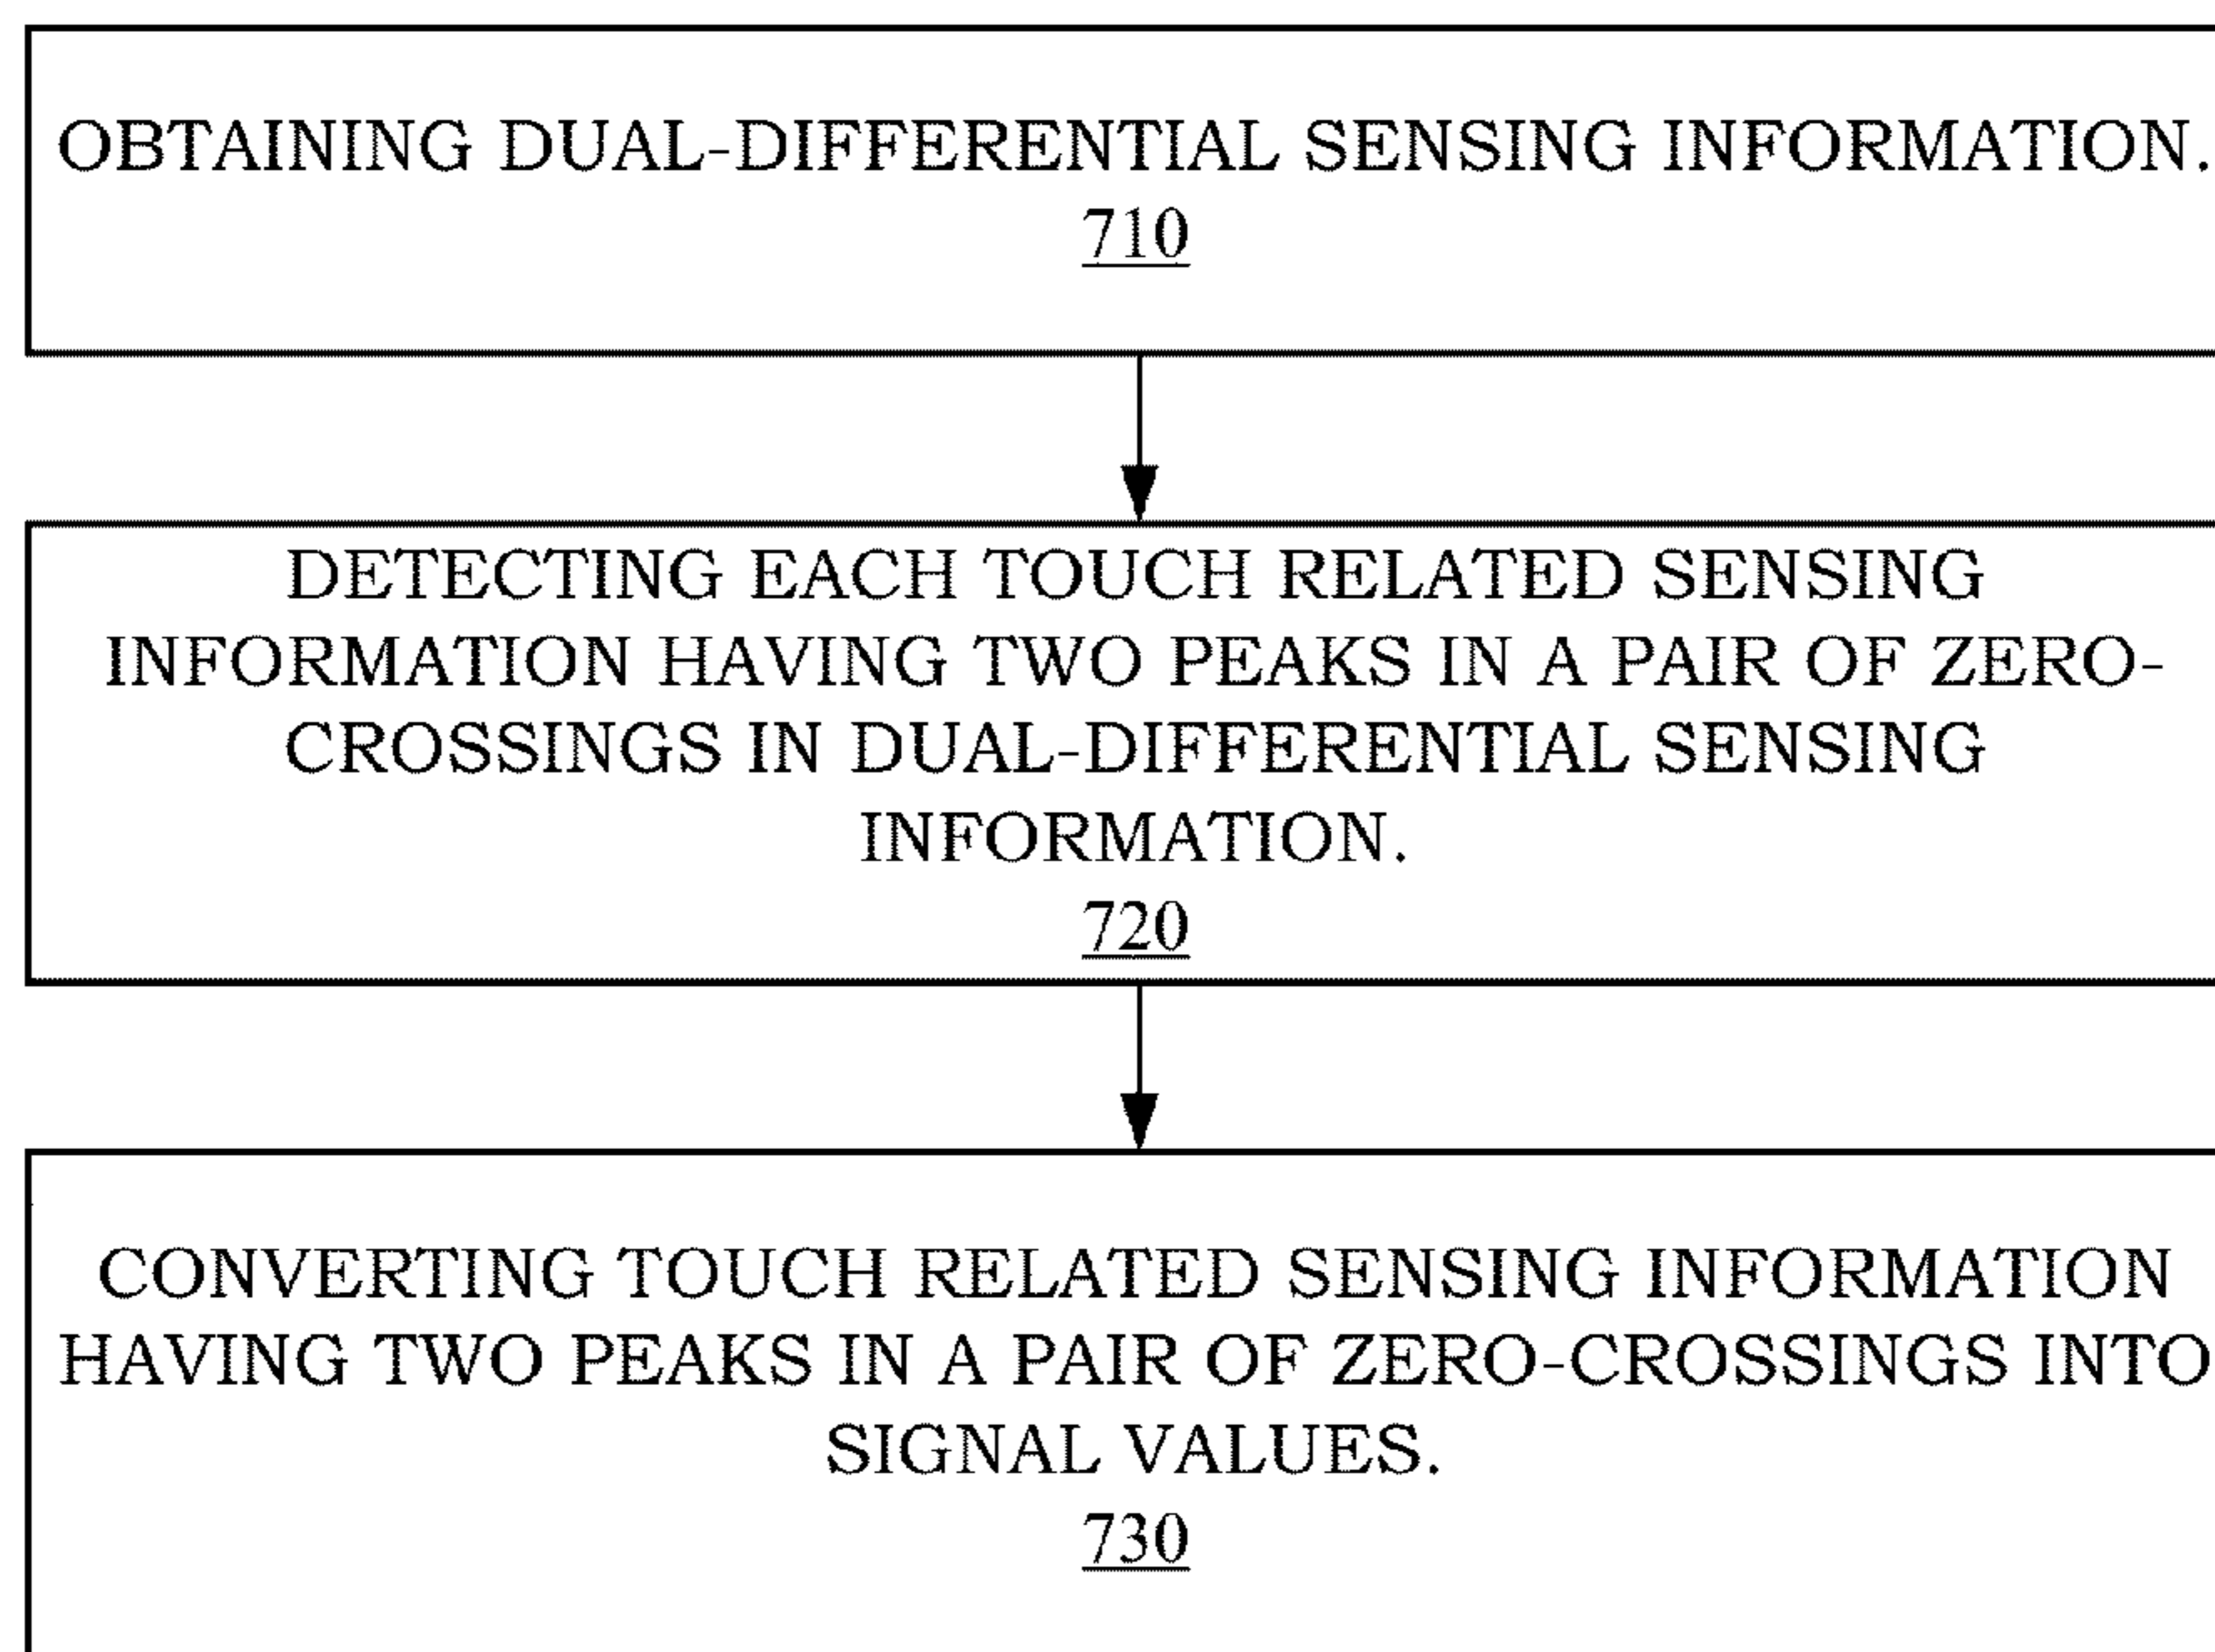 OBTAINING DUAL-DIFFERENTIAL SENSING INFORMATION.
710
DETECTING EACH TOUCH RELATED SENSING
INFORMATION HAVING TWO PEAKS IN A PAIR OF ZERO-
CROSSINGS IN DUAL-DIFFERENTIAL SENSING
INFORMATION.
720
CONVERTING TOUCH RELATED SENSING INFORMATION
HAVING TWO PEAKS IN A PAIR OF ZERO-CROSSINGS INTO
SIGNAL VALUES.
730